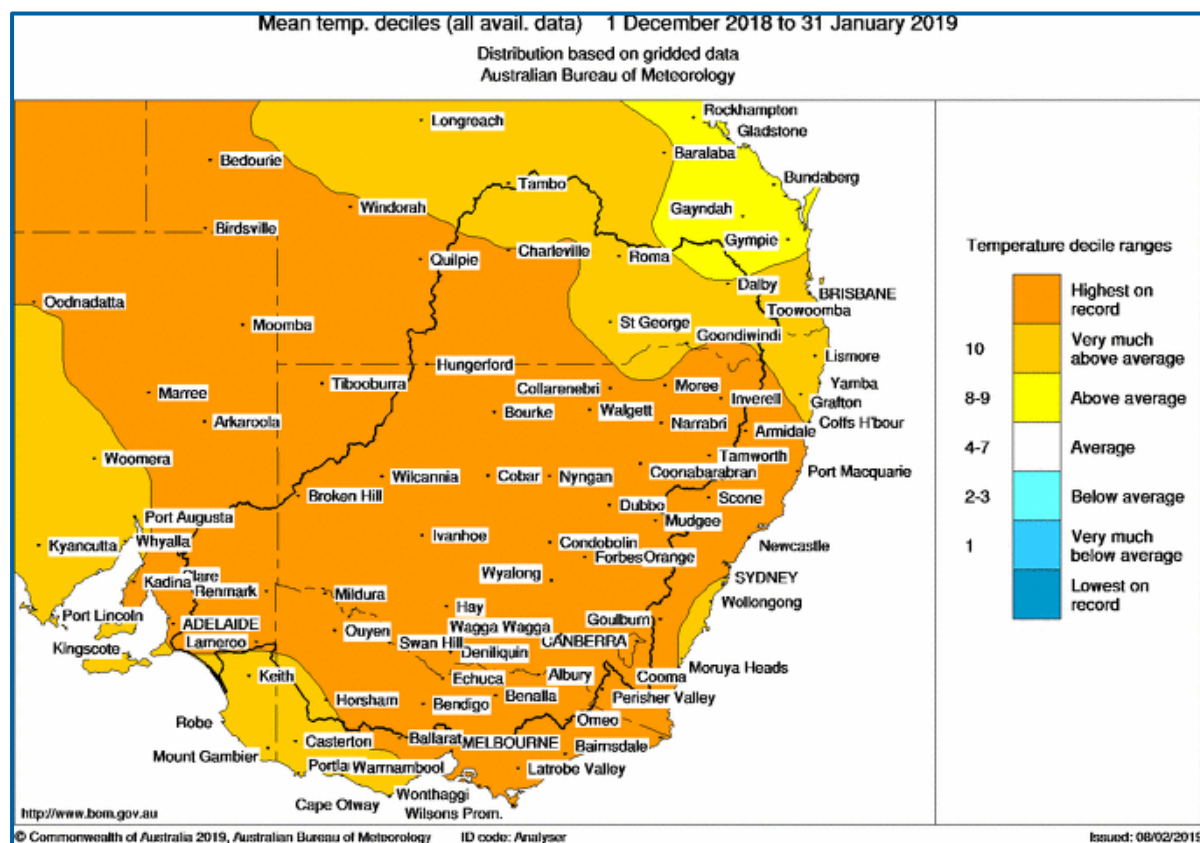 Mean temp. deciles (all avail. data) 1 December 2018 to 31 January 2019
Distribution based on gridded data
Australian Bureau of Meteorology
Rockhampton
Longreach
Gladstone
Baralaba
Bedourie
Bundaberg
Tambo
Windorah
Gayndah
Birdsville
Gympie
Charleville
Quilpie
Roma
Dalby
BRISBANE
Oodnadatta
Toowoomba
Moomba
St George
Goondiwindi
Lismore
Hungerford
Tibooburra
Collarenebri
Moree
Yamba
Marree
Inverell
Grafton
Bourke
Walgett
Arkaroola
Narrabri
Coffs H'bour
Armidale
Woomera
Tamworth
Wilcannia
Cobar
Nyngan
Coonabarabran
Port Macquarie
Broken Hill
Scone
Dubbo
Port Augusta
Mudgee
Whyalla
Ivanhoe
Kyancutta
Condobolin
Newcastle
Forbes
Orange
Wyalong
Kadina
Clare
SYDNEY
Renmark
Mildura
Wollongong
Hay
Port Lincoln
Goulburn
ADELAIDE
Wagga Wagga
Ouyen
Lameroo
Swan Hill
CANBERRA
Kingscote
Deniliquin
Moruya Heads
Keith
Echuca
Albury
Cooma
Horsham
Benalla
Perisher Valley
Bendigo
Robe
Omeo
Casterton
Ballarat
MELBOURNE
Bairnsdale
Mount Gambier
Portla
Warrnambool
Latrobe Valley
Wonthaggi
Cape Otway
Wilsons Prom.
Temperature decile ranges
Highest on
record
10 Very much
above average
8-9 Above average
4-7 Average
2-3 Below average
1 Very much
below average
Lowest on
record
http://www.bom.gov.au
© Commonwealth of Australia 2019, Australian Bureau of Meteorology ID code: Analyser Issued: 08/02/2019